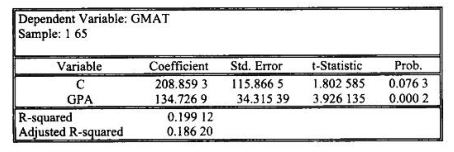 Dependent Variable: GMAT
Sample: 1 65
Variable Coefficient Std. Error t-Statistic Prob.
C 208.859 3 115.866 5 1.802 585 0.076 3
GPA 134.726 9 34.315 39 3.926 135 0.000 2
R-squared 0.199 12
Adjusted R-squared 0.186 20